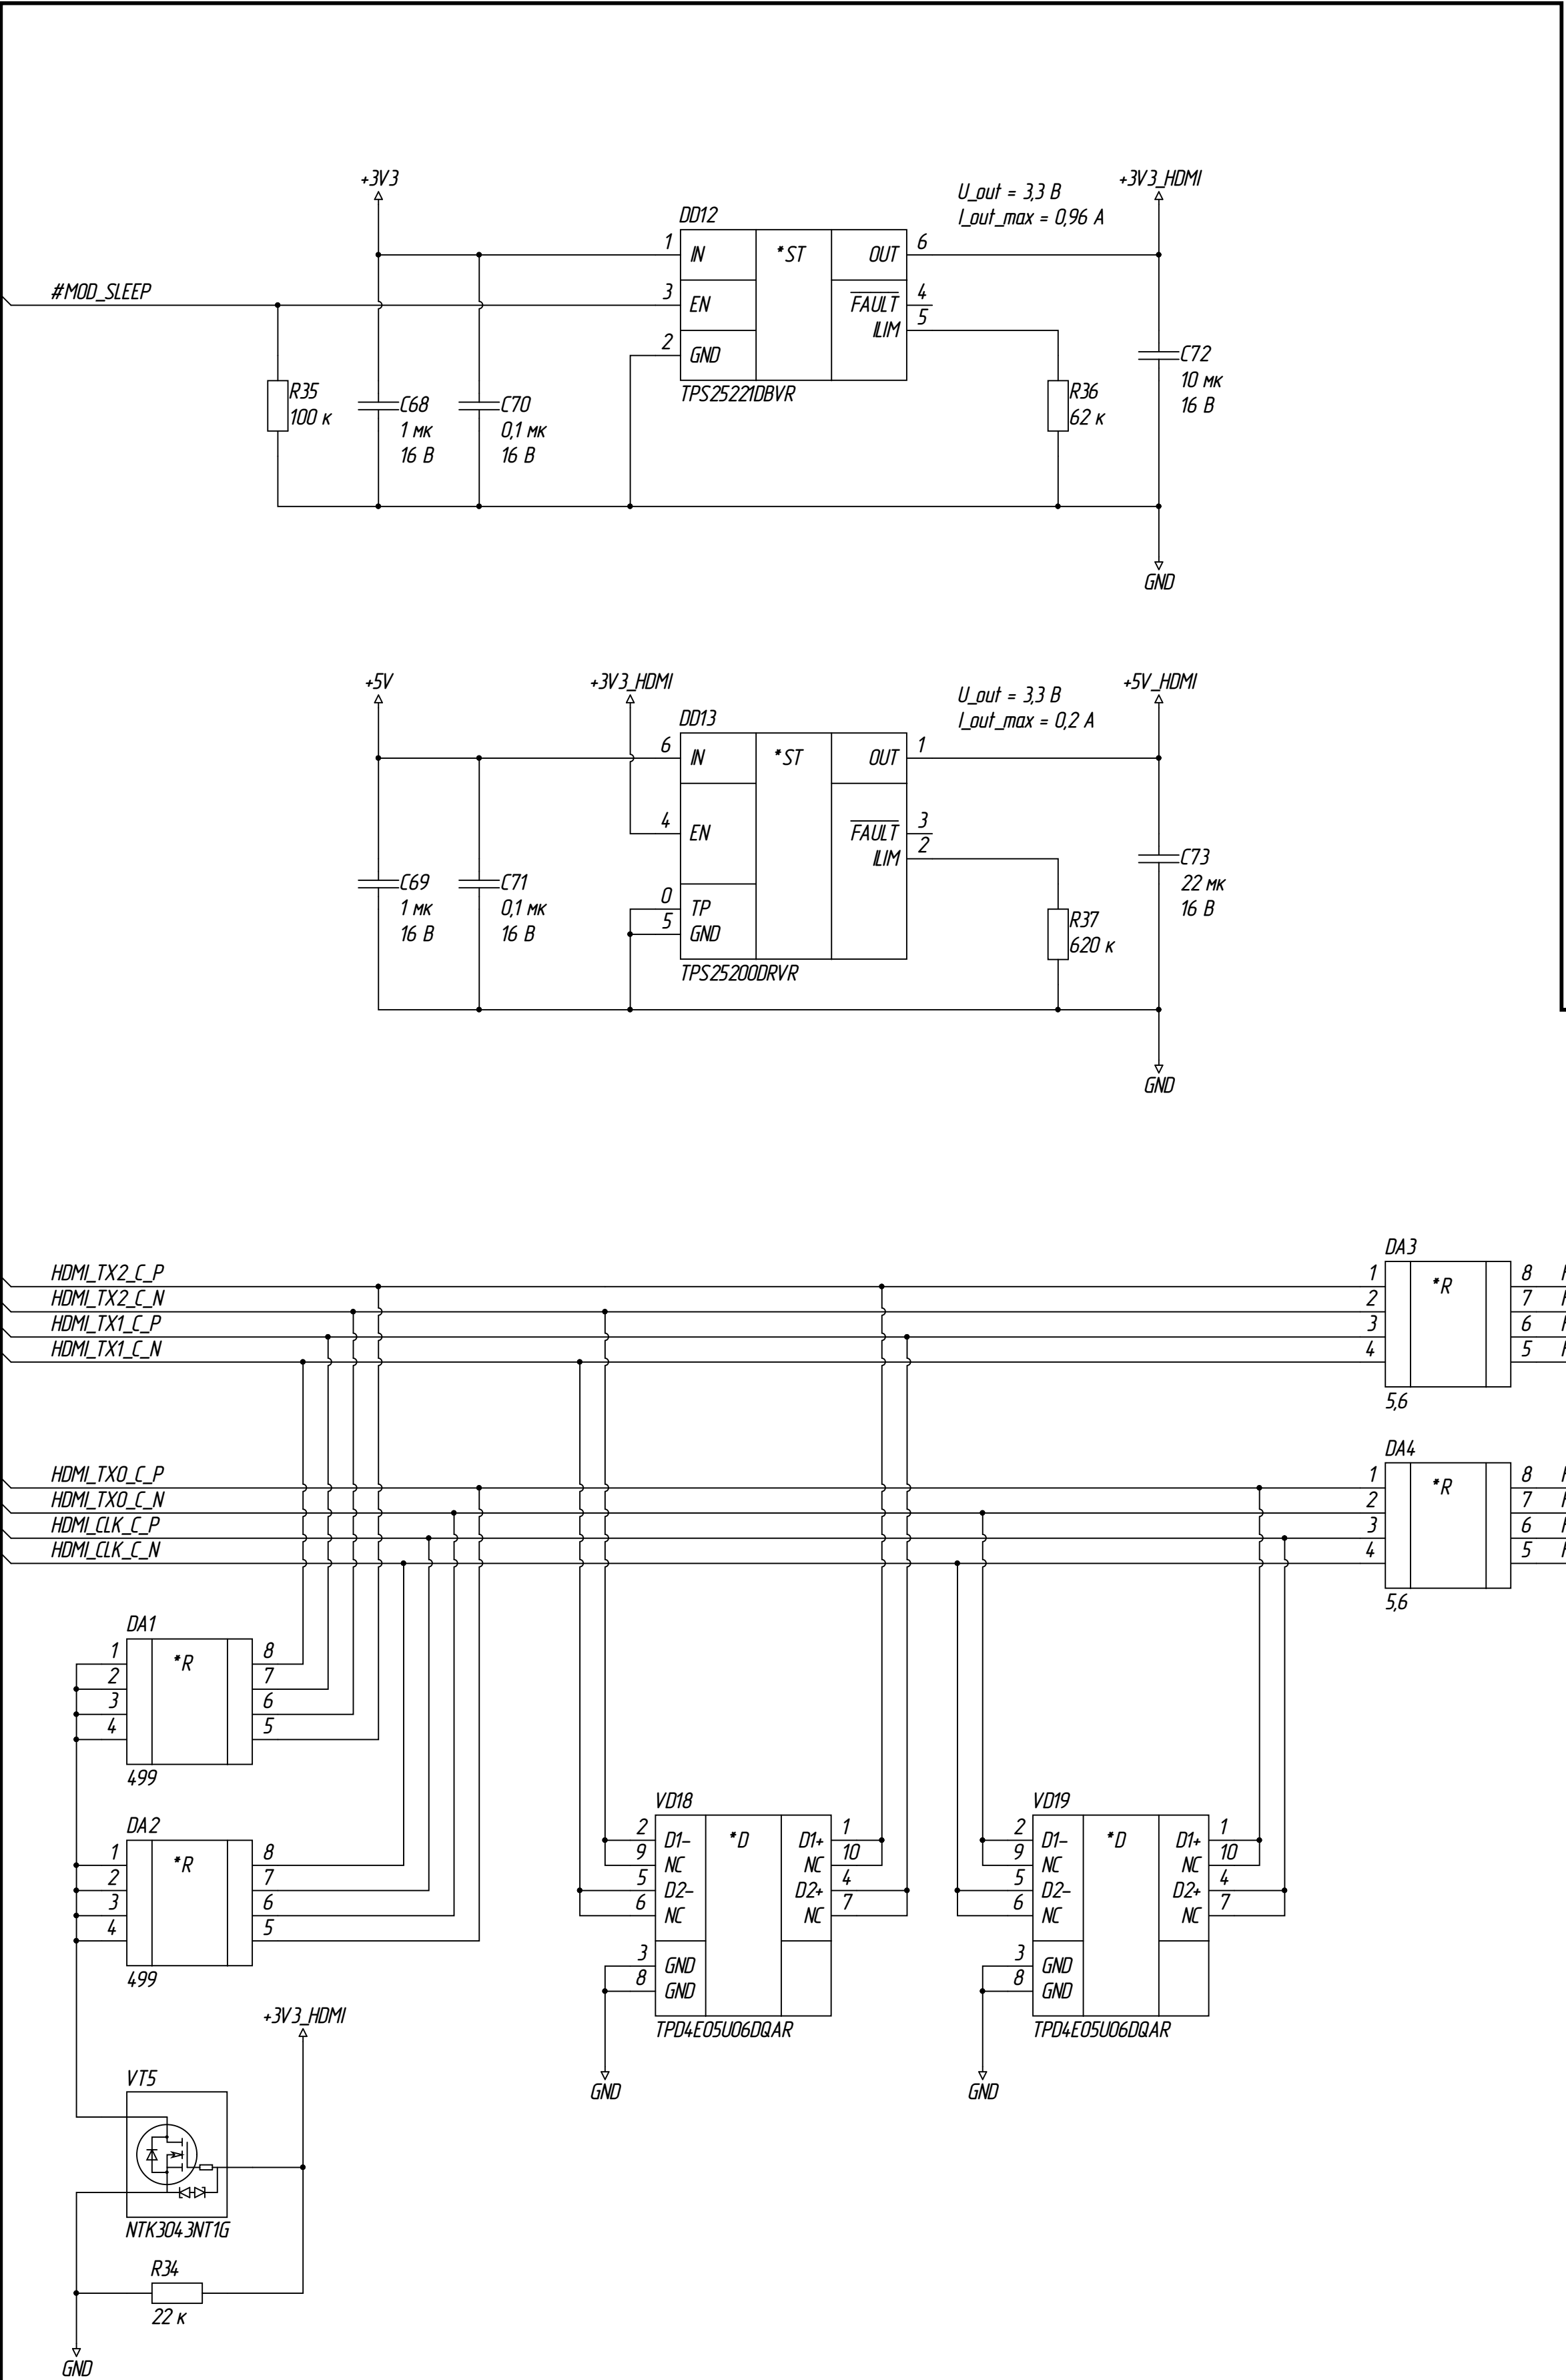 +3V3
U_out = 3,3 В
+3V3_HDMI
I_out_max = 0,96 А
DD12
1 IN *ST OUT 6
#MOD_SLEEP
3 EN FAULT 4
ILIM 5
2 GND
TPS25221DBVR
R35
100 к
C68
1 мк
16 В
C70
0,1 мк
16 В
R36
62 к
C72
10 мк
16 В
GND
+5V
+3V3_HDMI
U_out = 3,3 В
+5V_HDMI
I_out_max = 0,2 А
DD13
6 IN *ST OUT 1
4 EN FAULT 3
ILIM 2
0 TP
5 GND
TPS25200DRVR
C69
1 мк
16 В
C71
0,1 мк
16 В
R37
620 к
C73
22 мк
16 В
GND
HDMI_TX2_C_P
HDMI_TX2_C_N
HDMI_TX1_C_P
HDMI_TX1_C_N
DA3
1 *R 8
2 7
3 6
4 5
5,6
HDMI_TX0_C_P
HDMI_TX0_C_N
HDMI_CLK_C_P
HDMI_CLK_C_N
DA4
1 *R 8
2 7
3 6
4 5
5,6
DA1
1 *R 8
2 7
3 6
4 5
499
DA2
1 *R 8
2 7
3 6
4 5
499
VD18
2 D1- *D D1+ 1
9 NC NC 10
5 D2- D2+ 4
6 NC NC 7
3 GND
8 GND
TPD4E05U06DQAR
GND
VD19
2 D1- *D D1+ 1
9 NC NC 10
5 D2- D2+ 4
6 NC NC 7
3 GND
8 GND
TPD4E05U06DQAR
GND
+3V3_HDMI
VT5
NTK3043NT1G
R34
22 к
GND